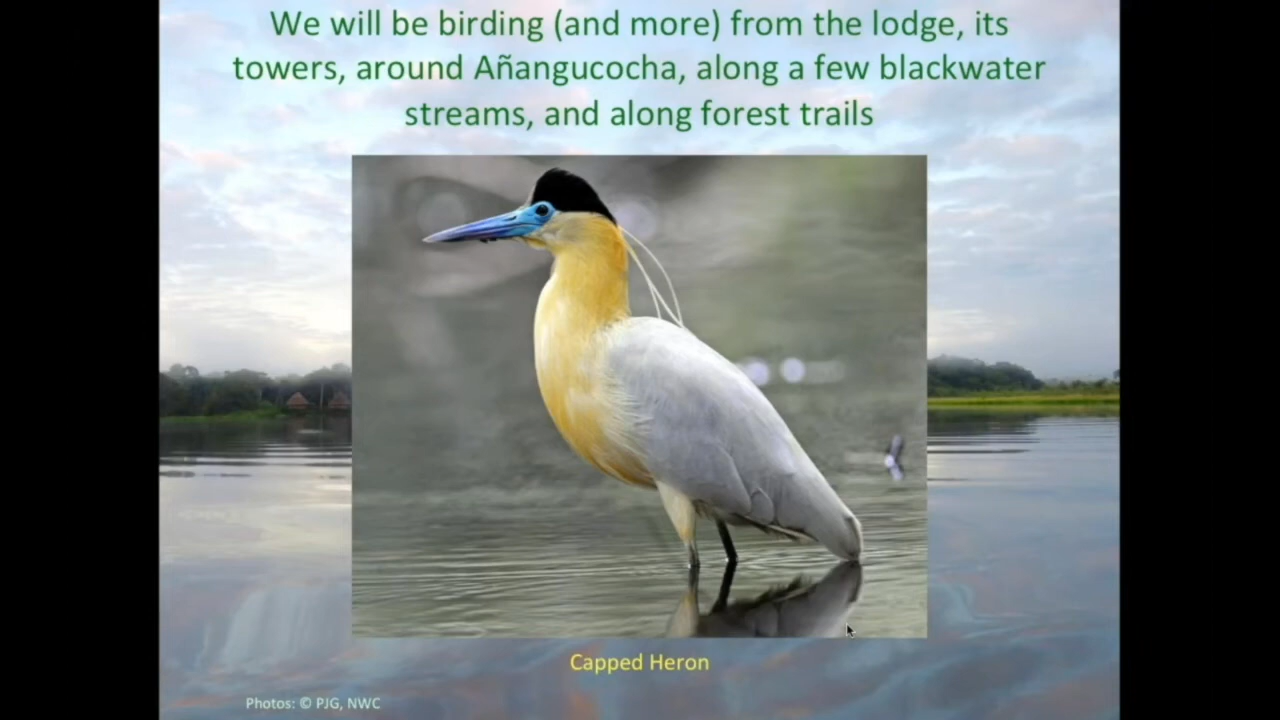 We will be birding (and more) from the lodge, its
towers, around Añangucocha, along a few blackwater
streams, and along forest trails
Capped Heron
Photos: © PJG, NWC